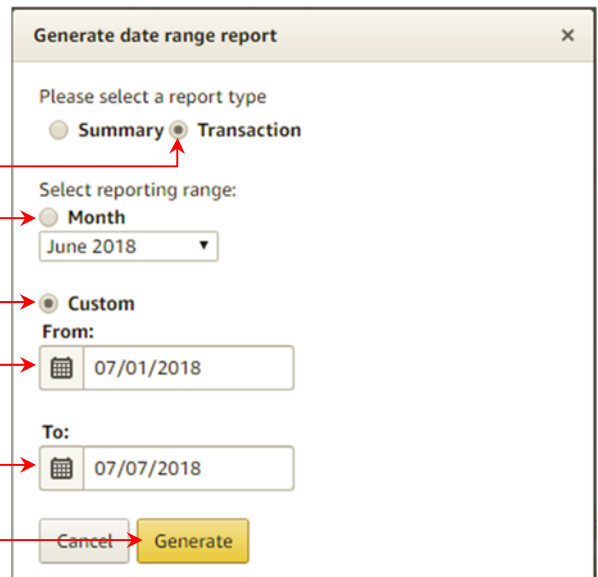 Generate date range report ×
Please select a report type
Summary Transaction
Select reporting range:
Month
June 2018
Custom
From:
07/01/2018
To:
07/07/2018
Cancel Generate